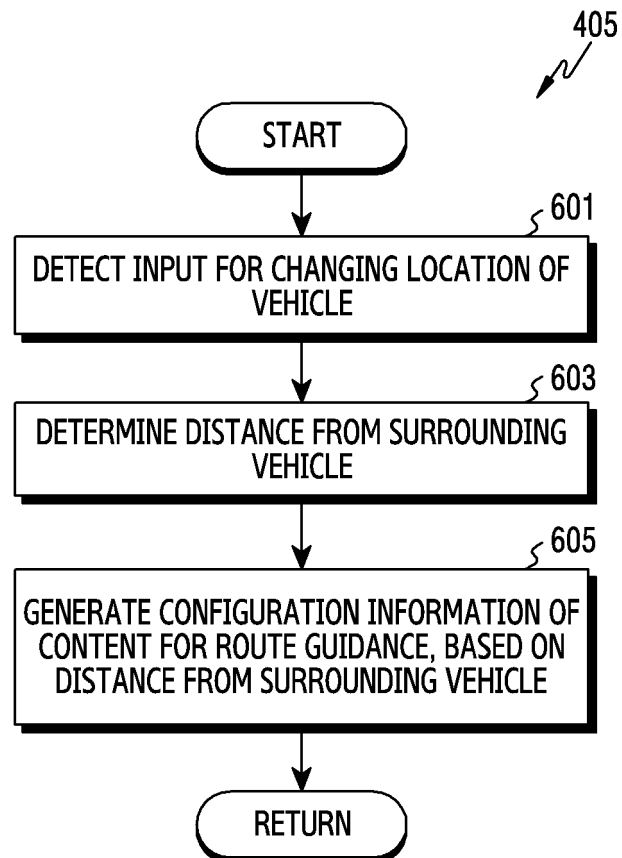 405
START
601
DETECT INPUT FOR CHANGING LOCATION OF
VEHICLE
603
DETERMINE DISTANCE FROM SURROUNDING
VEHICLE
605
GENERATE CONFIGURATION INFORMATION OF
CONTENT FOR ROUTE GUIDANCE, BASED ON
DISTANCE FROM SURROUNDING VEHICLE
RETURN